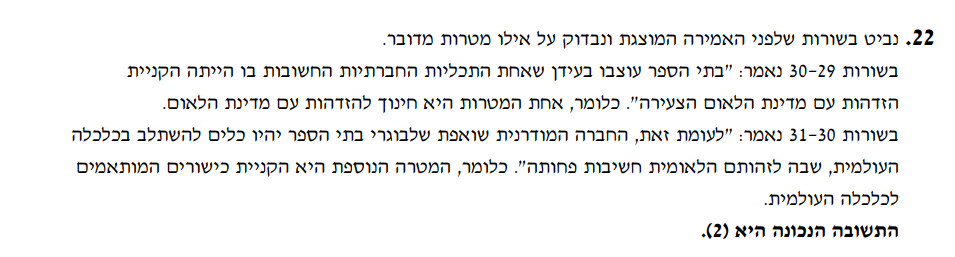 22. נביט בשורות שלפני האמירה המוצגת ונבדוק על אילו מטרות מדובר.
בשורות 30-29 נאמר: "בתי הספר עוצבו בעידן שאחת התכליות החברתיות החשובות בו הייתה הקניית
הזדהות עם מדינת הלאום הצעירה". כלומר, אחת המטרות היא חינוך להזדהות עם מדינת הלאום.
בשורות 31-30 נאמר: "לעומת זאת, החברה המודרנית שואפת שלבוגרי בתי הספר יהיו כלים להשתלב בכלכלה
העולמית, שבה לזהותם הלאומית חשיבות פחותה". כלומר, המטרה הנוספת היא הקניית כישורים המותאמים
לכלכלה העולמית.
התשובה הנכונה היא (2).